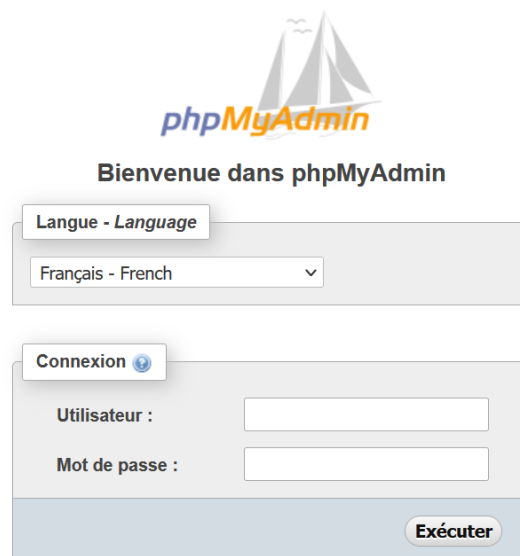 phpMyAdmin
Bienvenue dans phpMyAdmin
Langue - Language
Français - French
Connexion
Utilisateur :
Mot de passe :
Exécuter